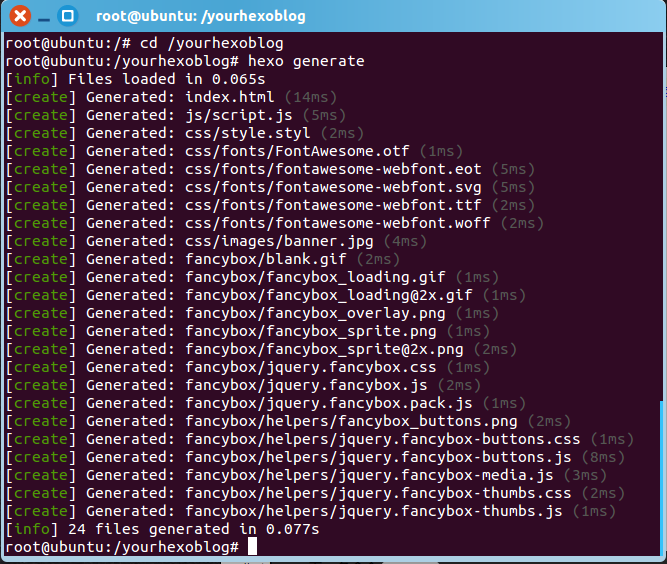 root@ubuntu: /yourhexoblog
root@ubuntu:/# cd /yourhexoblog
root@ubuntu:/yourhexoblog# hexo generate
[info] Files loaded in 0.065s
[create] Generated: index.html (14ms)
[create] Generated: js/script.js (5ms)
[create] Generated: css/style.styl (2ms)
[create] Generated: css/fonts/FontAwesome.otf (1ms)
[create] Generated: css/fonts/fontawesome-webfont.eot (5ms)
[create] Generated: css/fonts/fontawesome-webfont.svg (5ms)
[create] Generated: css/fonts/fontawesome-webfont.ttf (2ms)
[create] Generated: css/fonts/fontawesome-webfont.woff (2ms)
[create] Generated: css/images/banner.jpg (4ms)
[create] Generated: fancybox/blank.gif (2ms)
[create] Generated: fancybox/fancybox_loading.gif (1ms)
[create] Generated: fancybox/fancybox_loading@2x.gif (1ms)
[create] Generated: fancybox/fancybox_overlay.png (1ms)
[create] Generated: fancybox/fancybox_sprite.png (1ms)
[create] Generated: fancybox/fancybox_sprite@2x.png (2ms)
[create] Generated: fancybox/jquery.fancybox.css (1ms)
[create] Generated: fancybox/jquery.fancybox.js (2ms)
[create] Generated: fancybox/jquery.fancybox.pack.js (1ms)
[create] Generated: fancybox/helpers/fancybox_buttons.png (2ms)
[create] Generated: fancybox/helpers/jquery.fancybox-buttons.css (1ms)
[create] Generated: fancybox/helpers/jquery.fancybox-buttons.js (8ms)
[create] Generated: fancybox/helpers/jquery.fancybox-media.js (3ms)
[create] Generated: fancybox/helpers/jquery.fancybox-thumbs.css (2ms)
[create] Generated: fancybox/helpers/jquery.fancybox-thumbs.js (1ms)
[info] 24 files generated in 0.077s
root@ubuntu:/yourhexoblog#